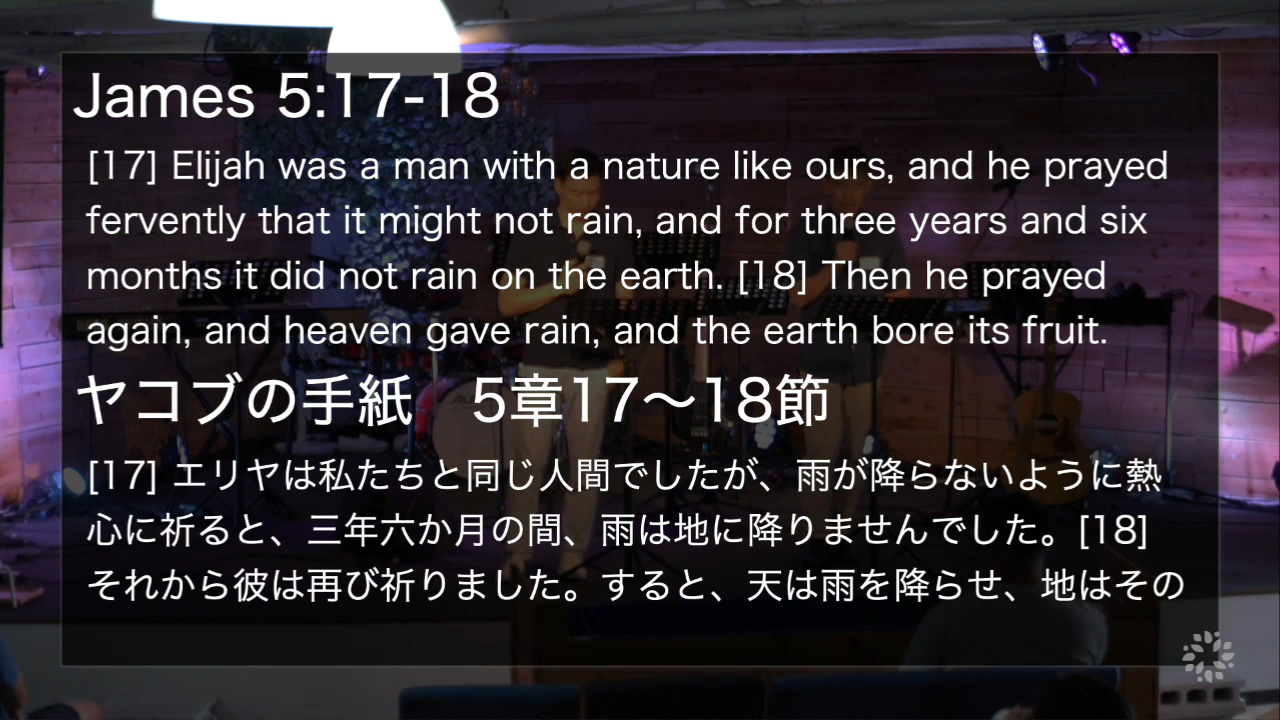 James 5:17-18
[17] Elijah was a man with a nature like ours, and he prayed
fervently that it might not rain, and for three years and six
months it did not rain on the earth. [18] Then he prayed
again, and heaven gave rain, and the earth bore its fruit.
ヤコブの手紙　5章17～18節
[17] エリヤは私たちと同じ人間でしたが、雨が降らないように熱
心に祈ると、三年六か月の間、雨は地に降りませんでした。[18]
それから彼は再び祈りました。すると、天は雨を降らせ、地はその